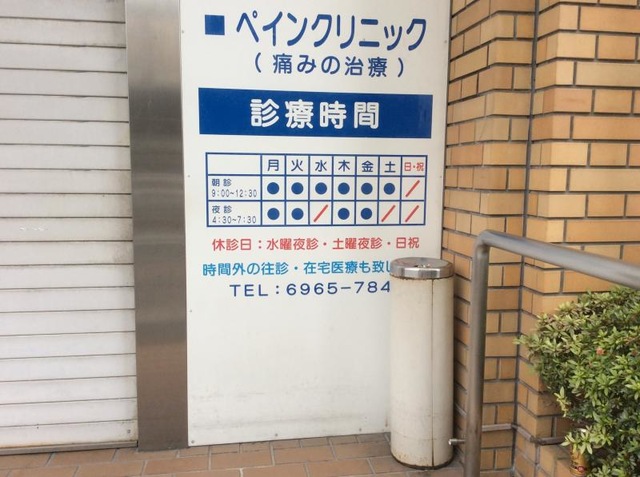 ■ ペインクリニック
(痛みの治療)
診療時間
月 火 水 木 金 土 日・祝
朝診 9:00~12:30 ● ● ● ● ● ● /
夜診 4:30~7:30 ● ● / ● ● / /
休診日:水曜夜診・土曜夜診・日祝
時間外の往診・在宅医療も致し
TEL:6965-784